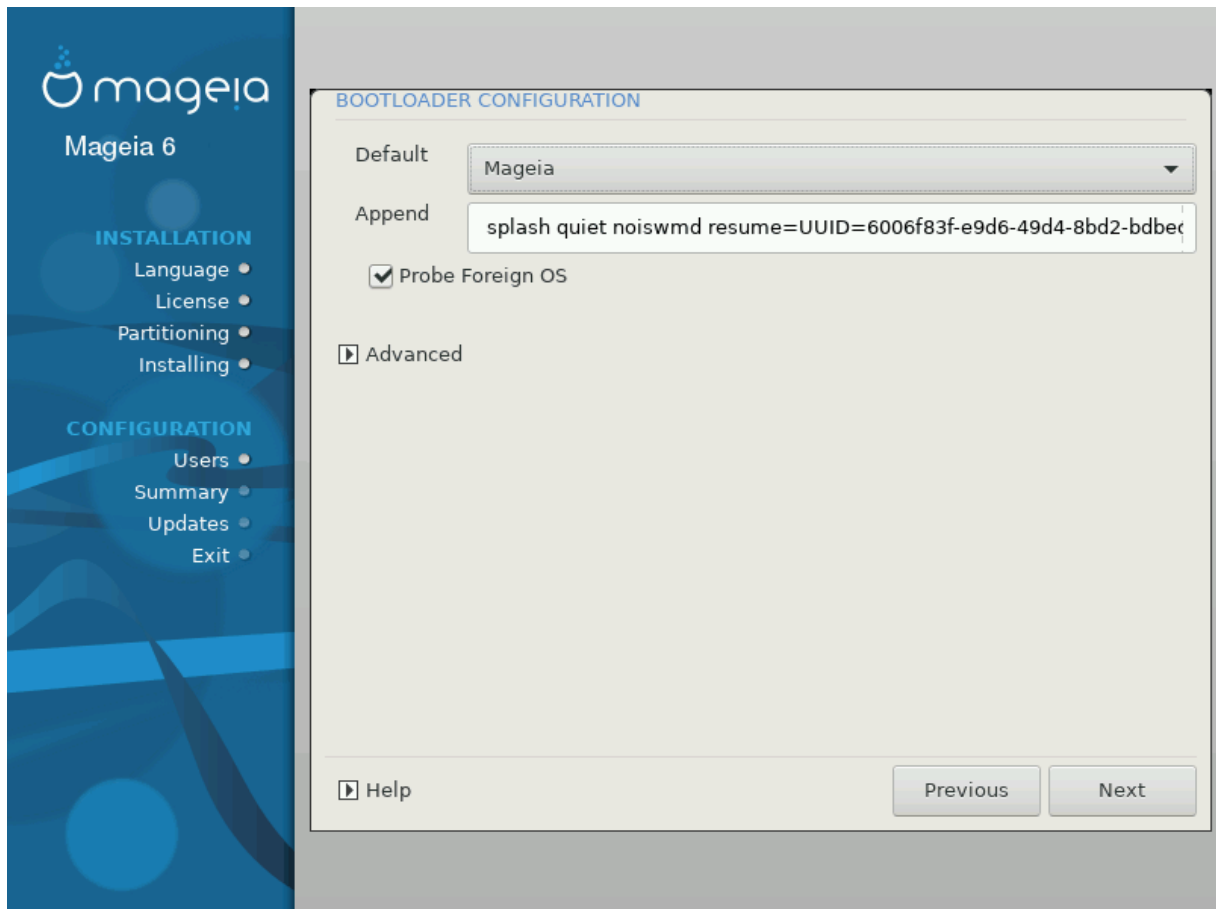 mageia
Mageia 6
INSTALLATION
Language
License
Partitioning
Installing
CONFIGURATION
Users
Summary
Updates
Exit
BOOTLOADER CONFIGURATION
Default
Mageia
Append
splash quiet noiswmd resume=UUID=6006f83f-e9d6-49d4-8bd2-bdbec
Probe Foreign OS
Advanced
Help
Previous
Next